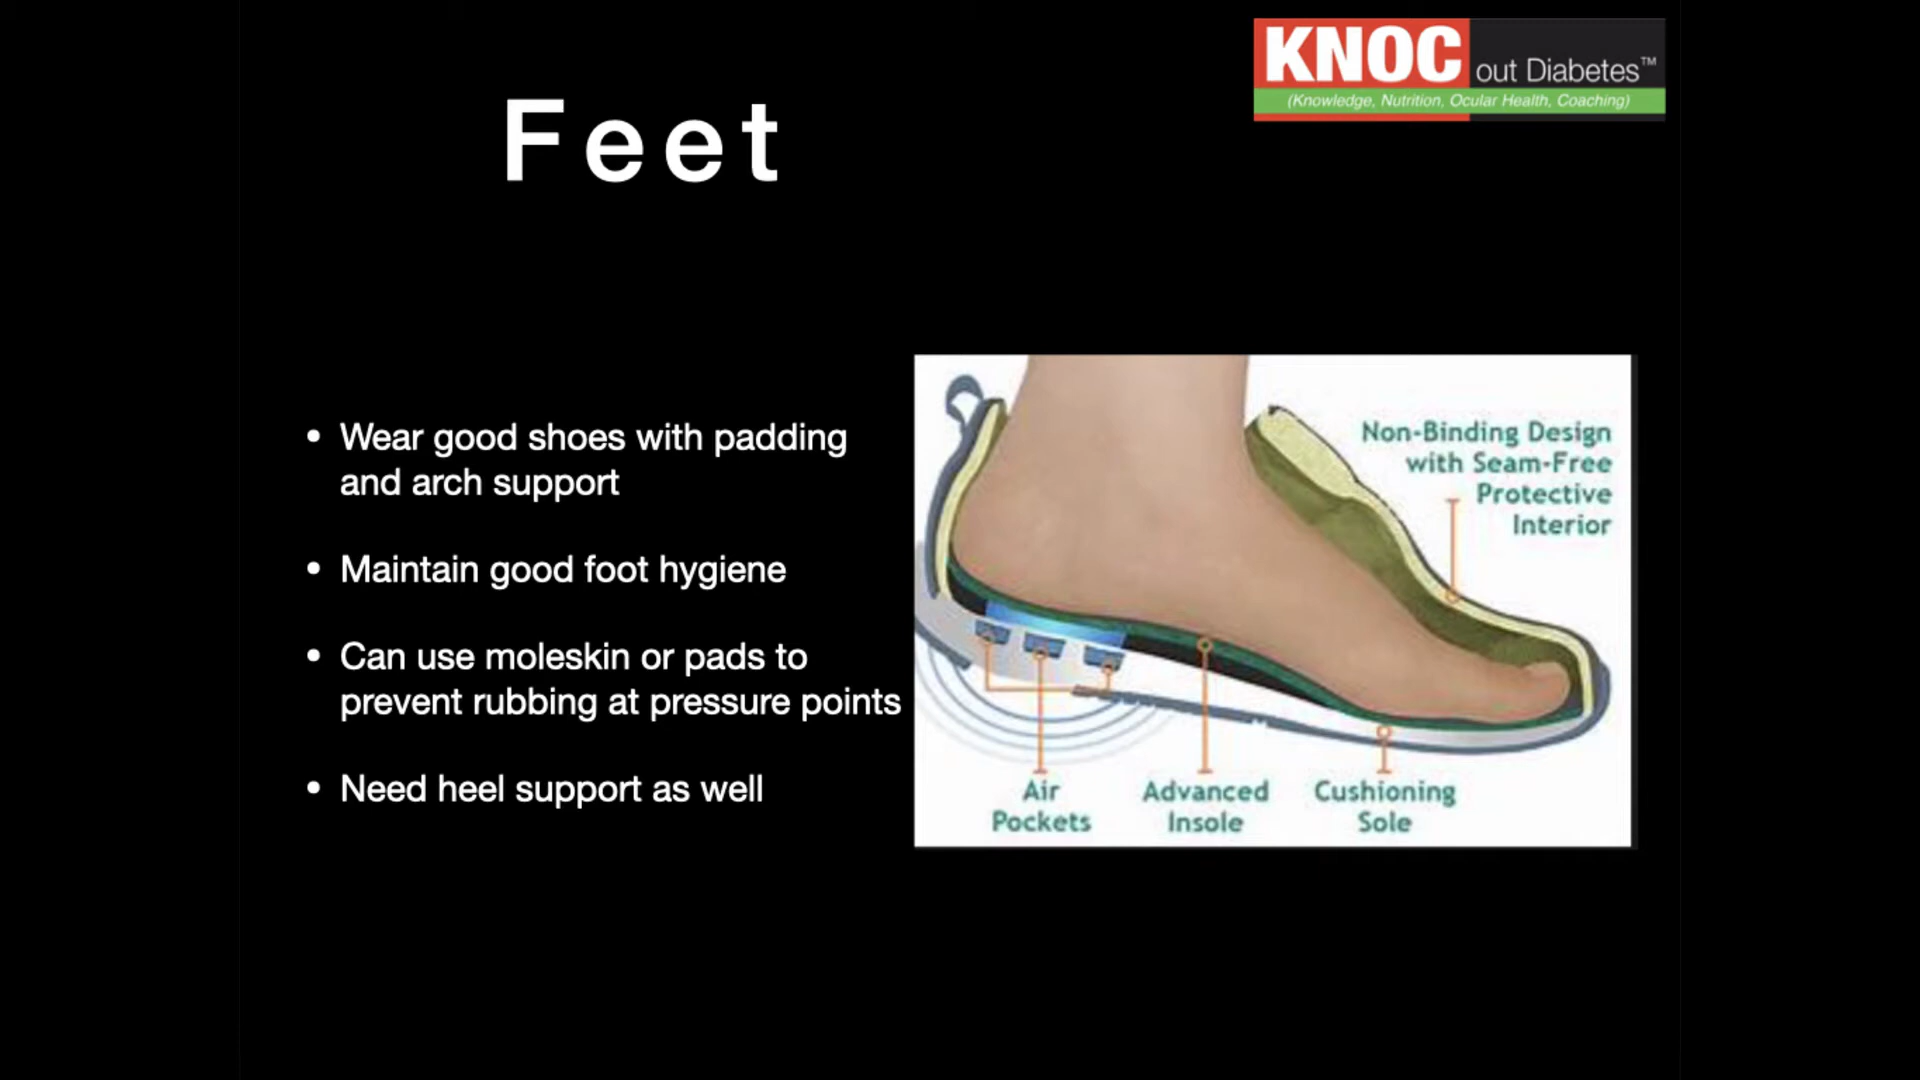 KNOC out Diabetes™
(Knowledge, Nutrition, Ocular Health, Coaching)
Feet
• Wear good shoes with padding
and arch support
• Maintain good foot hygiene
• Can use moleskin or pads to
prevent rubbing at pressure points
• Need heel support as well
Non-Binding Design
with Seam-Free
Protective
Interior
Air
Pockets
Advanced
Insole
Cushioning
Sole